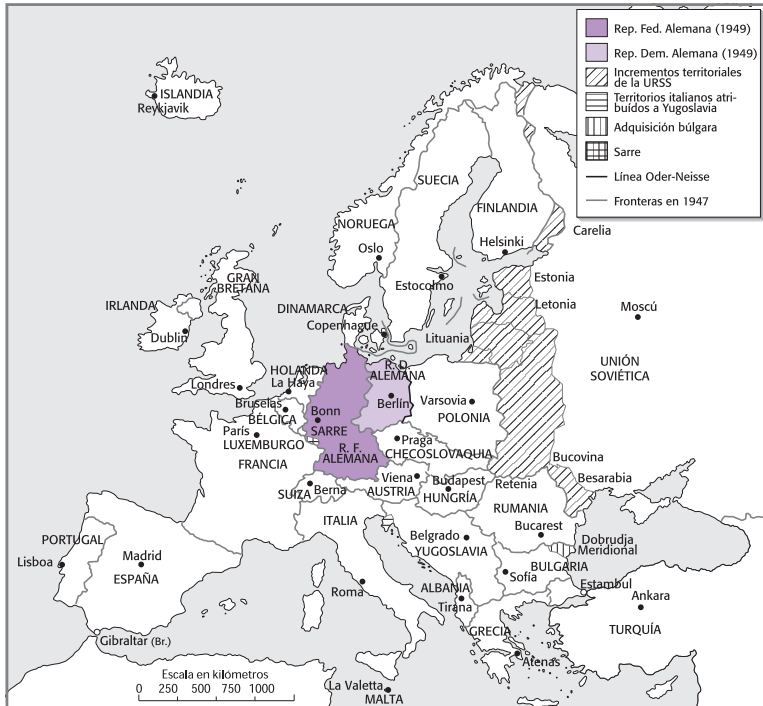 Rep. Fed. Alemana (1949)
Rep. Dem. Alemana (1949)
Incrementos territoriales
de la URSS
Territorios italianos atri-
buídos a Yugoslavia
Adquisición búlgara
Sarre
Línea Oder-Neisse
Fronteras en 1947
ISLANDIA
Reykjavik
SUECIA
FINLANDIA
NORUEGA
Oslo
Helsinki
Carelia
Estocolmo
Estonia
Letonia
Moscú
GRAN
BRETAÑA
IRLANDA
Dublin
DINAMARCA
Copenhague
Lituania
UNIÓN
SOVIÉTICA
HOLANDA
La Haya
R. D.
ALEMANA
Londres
Berlín
Varsovia
POLONIA
Bruselas
BÉLGICA
Bonn
SARRE
París
LUXEMBURGO
R. F.
ALEMANA
Praga
CHECOSLOVAQUIA
FRANCIA
Bucovina
Besarabia
Viena
AUSTRIA
Budapest
HUNGRÍA
Retenia
SUIZA
Berna
RUMANIA
Bucarest
ITALIA
Belgrado
YUGOSLAVIA
Dobrudja
Meridional
PORTUGAL
Lisboa
Madrid
ESPAÑA
BULGARIA
Sofía
Estambul
Roma
ALBANIA
Tirana
Ankara
TURQUÍA
GRECIA
Atenas
Gibraltar (Br.)
Escala en kilómetros
0 250 500 750 1000
La Valetta
MALTA